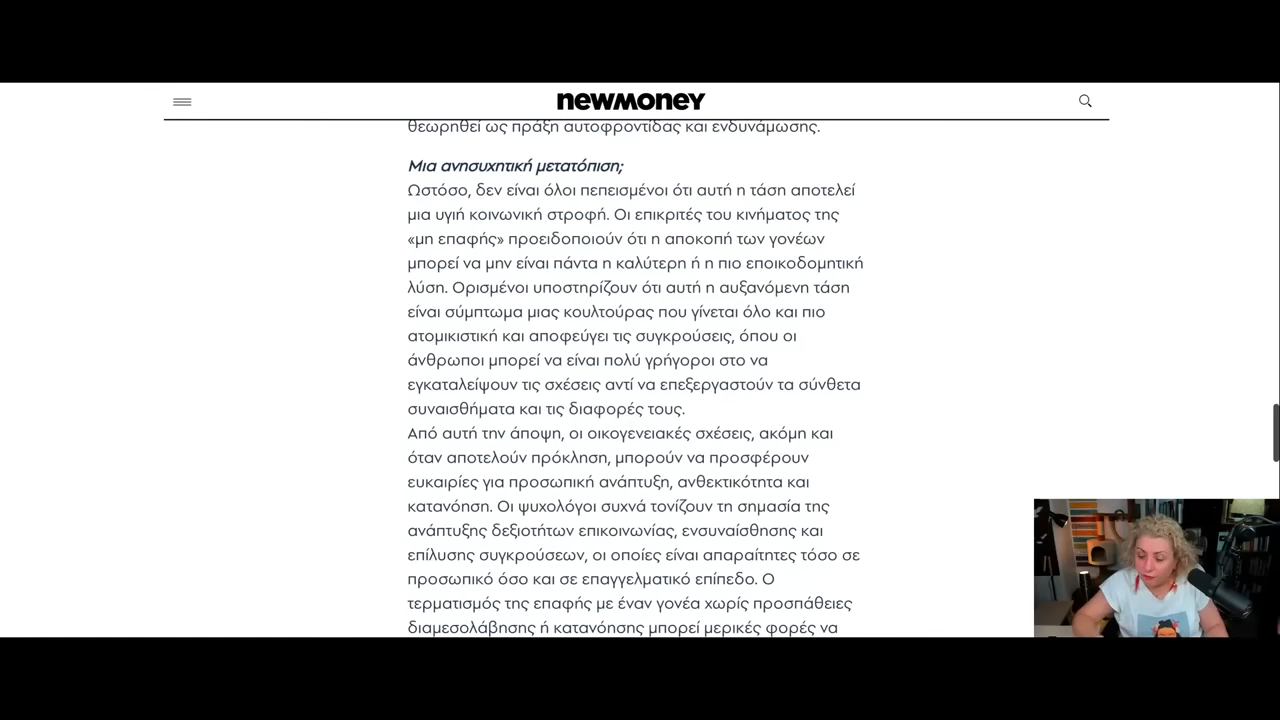 newmoney
θεωρηθεί ως πράξη αυτοφροντίδας και ενδυνάμωσης.
Μια ανησυχητική μετατόπιση;
Ωστόσο, δεν είναι όλοι πεπεισμένοι ότι αυτή η τάση αποτελεί
μια υγιή κοινωνική στροφή. Οι επικριτές του κινήματος της
«μη επαφής» προειδοποιούν ότι η αποκοπή των γονέων
μπορεί να μην είναι πάντα η καλύτερη ή η πιο εποικοδομητική
λύση. Ορισμένοι υποστηρίζουν ότι αυτή η αυξανόμενη τάση
είναι σύμπτωμα μιας κουλτούρας που γίνεται όλο και πιο
ατομικιστική και αποφεύγει τις συγκρούσεις, όπου οι
άνθρωποι μπορεί να είναι πολύ γρήγοροι στο να
εγκαταλείψουν τις σχέσεις αντί να επεξεργαστούν τα σύνθετα
συναισθήματα και τις διαφορές τους.
Από αυτή την άποψη, οι οικογενειακές σχέσεις, ακόμη και
όταν αποτελούν πρόκληση, μπορούν να προσφέρουν
ευκαιρίες για προσωπική ανάπτυξη, ανθεκτικότητα και
κατανόηση. Οι ψυχολόγοι συχνά τονίζουν τη σημασία της
ανάπτυξης δεξιοτήτων επικοινωνίας, ενσυναίσθησης και
επίλυσης συγκρούσεων, οι οποίες είναι απαραίτητες τόσο σε
προσωπικό όσο και σε επαγγελματικό επίπεδο. Ο
τερματισμός της επαφής με έναν γονέα χωρίς προσπάθειες
διαμεσολάβησης ή κατανόησης μπορεί μερικές φορές να